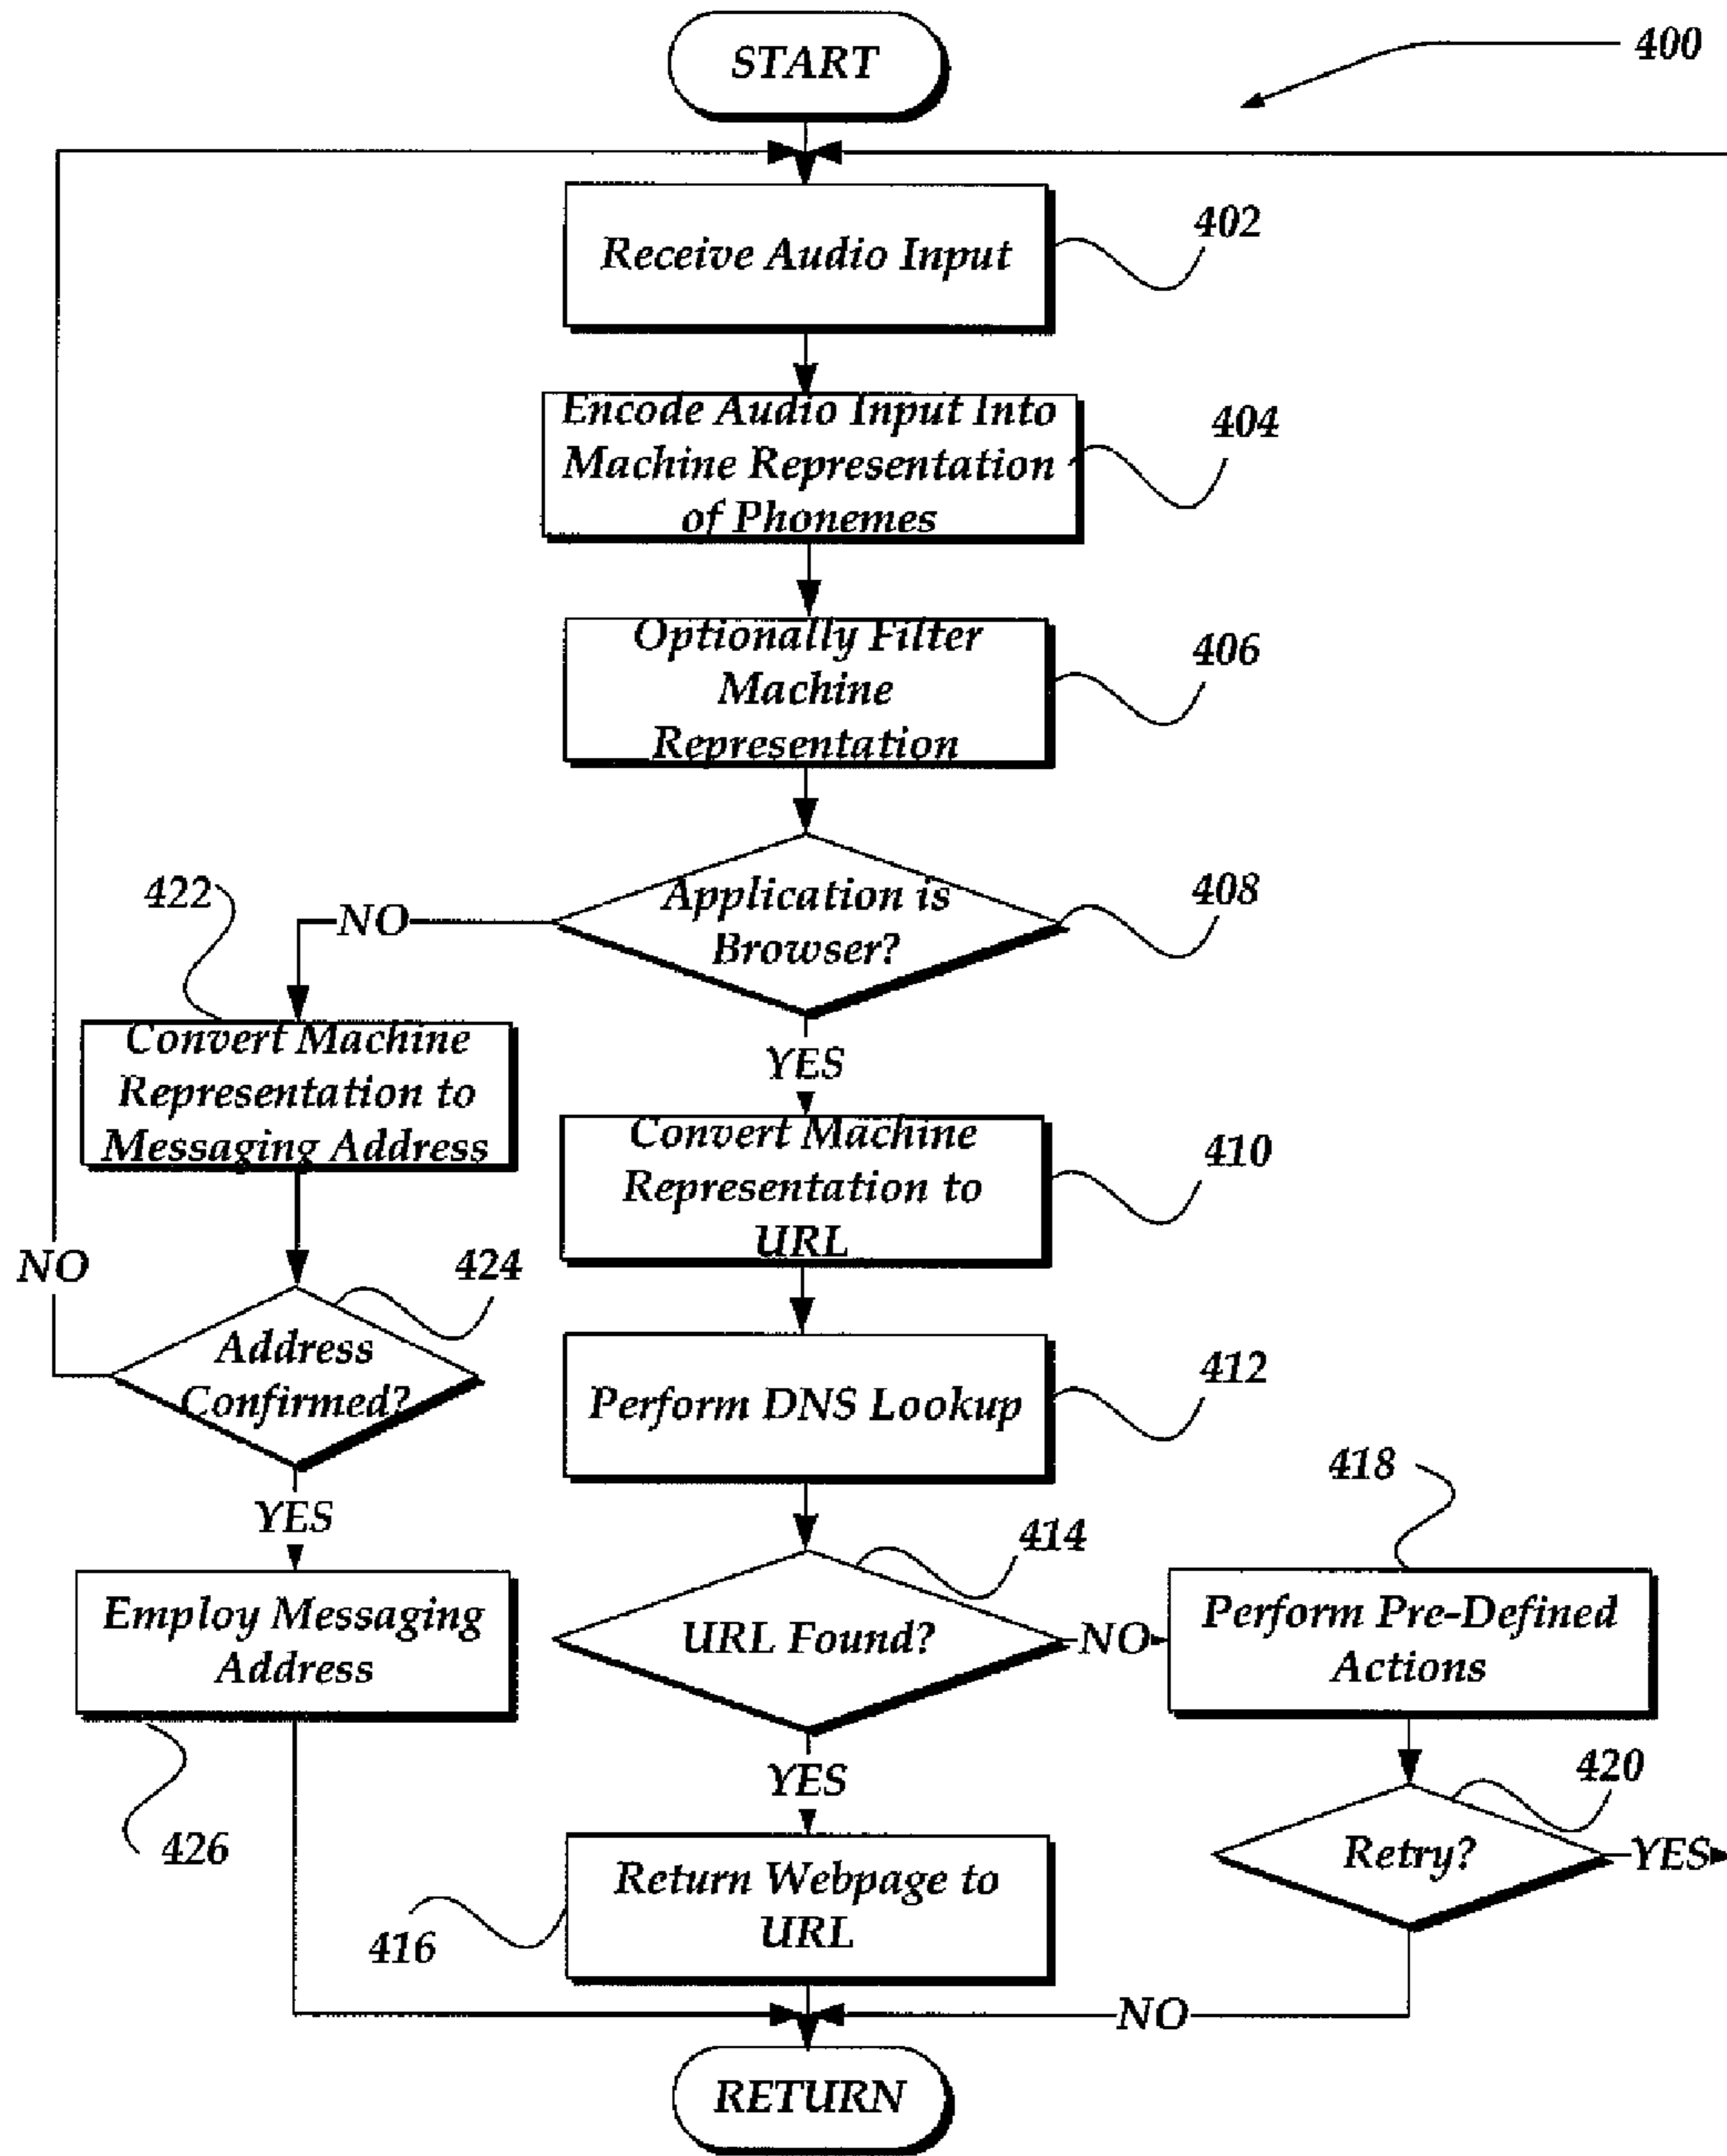 START
400
Receive Audio Input
402
Encode Audio Input Into
Machine Representation
of Phonemes
404
Optionally Filter
Machine
Representation
406
Application is
Browser?
408
NO
YES
422
Convert Machine
Representation to
Messaging Address
Convert Machine
Representation to
URL
410
NO
424
Address
Confirmed?
Perform DNS Lookup
412
YES
418
414
URL Found?
NO
Perform Pre-Defined
Actions
Employ Messaging
Address
426
YES
420
Retry?
YES
Return Webpage to
URL
416
NO
RETURN